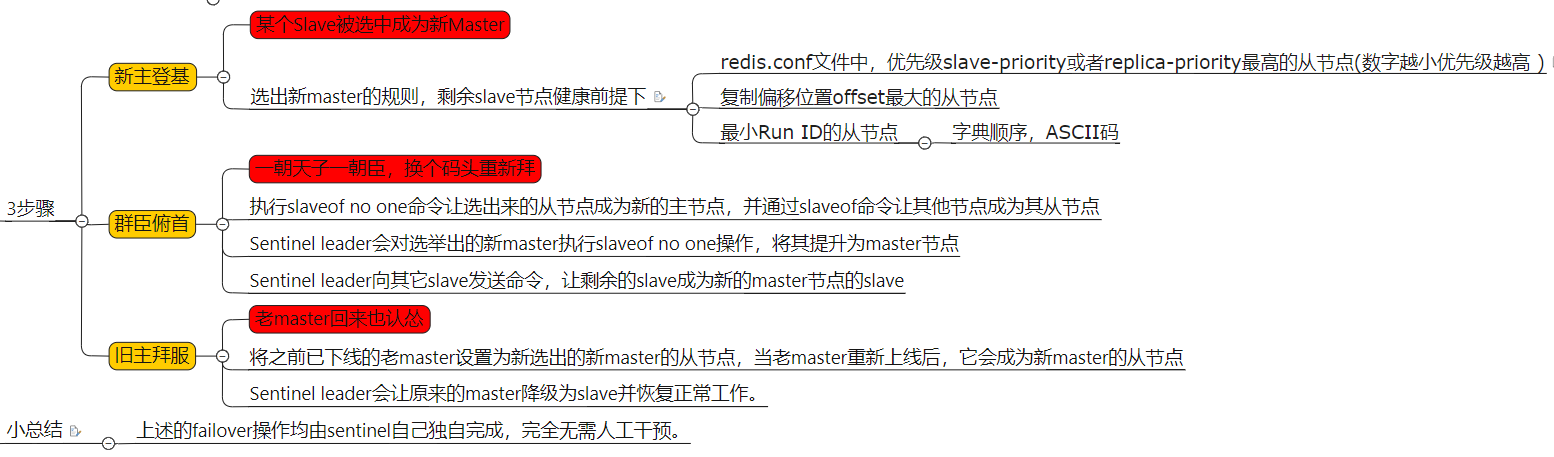 3步骤
新主登基
某个Slave被选中成为新Master
选出新master的规则，剩余slave节点健康前提下
redis.conf文件中，优先级slave-priority或者replica-priority最高的从节点(数字越小优先级越高 )
复制偏移位置offset最大的从节点
最小Run ID的从节点
字典顺序，ASCII码
群臣俯首
一朝天子一朝臣，换个码头重新拜
执行slaveof no one命令让选出来的从节点成为新的主节点，并通过slaveof命令让其他节点成为其从节点
Sentinel leader会对选举出的新master执行slaveof no one操作，将其提升为master节点
Sentinel leader向其它slave发送命令，让剩余的slave成为新的master节点的slave
旧主拜服
老master回来也认怂
将之前已下线的老master设置为新选出的新master的从节点，当老master重新上线后，它会成为新master的从节点
Sentinel leader会让原来的master降级为slave并恢复正常工作。
小总结
上述的failover操作均由sentinel自己独自完成，完全无需人工干预。